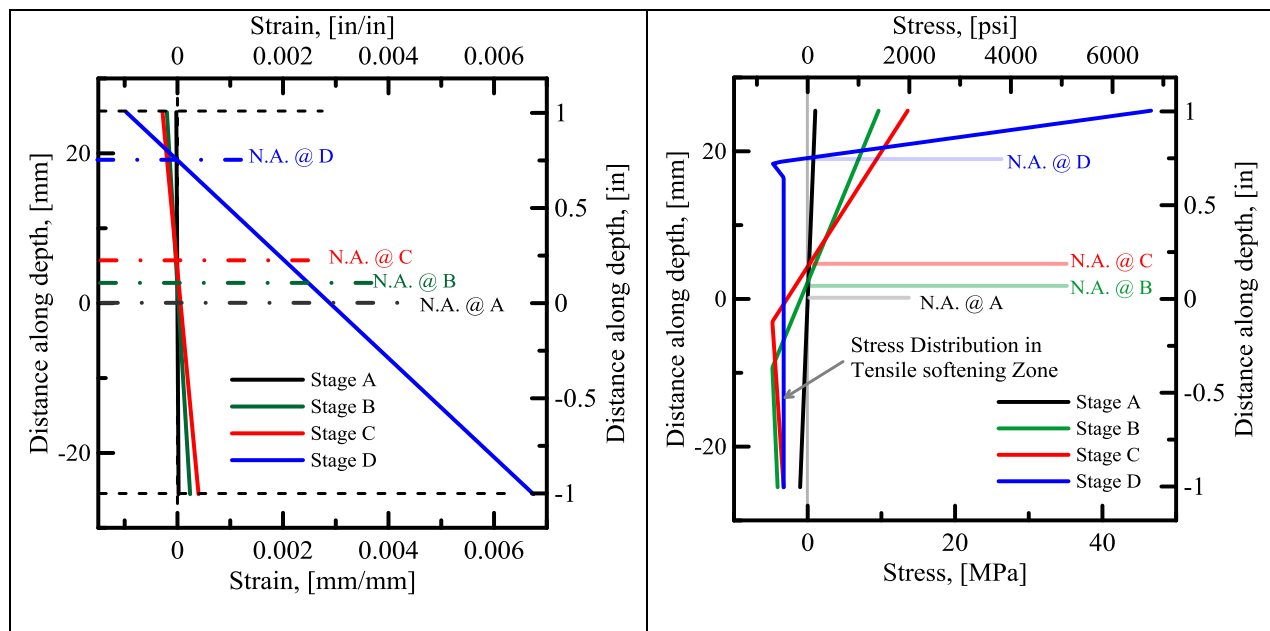 Strain, [in/in]
0
0.002
0.004
0.006
Distance along depth, [mm]
20
0
-20
1
0.5
0
-0.5
-1
Distance along depth, [in]
N.A. @ D
N.A. @ C
N.A. @ B
N.A. @ A
Stage A
Stage B
Stage C
Stage D
0
0.002
0.004
0.006
Strain, [mm/mm]
Stress, [psi]
0
2000
4000
6000
Distance along depth, [mm]
20
0
-20
1
0.5
0
-0.5
-1
Distance along depth, [in]
N.A. @ D
N.A. @ C
N.A. @ B
N.A. @ A
Stress Distribution in
Tensile softening Zone
Stage A
Stage B
Stage C
Stage D
0
20
40
Stress, [MPa]